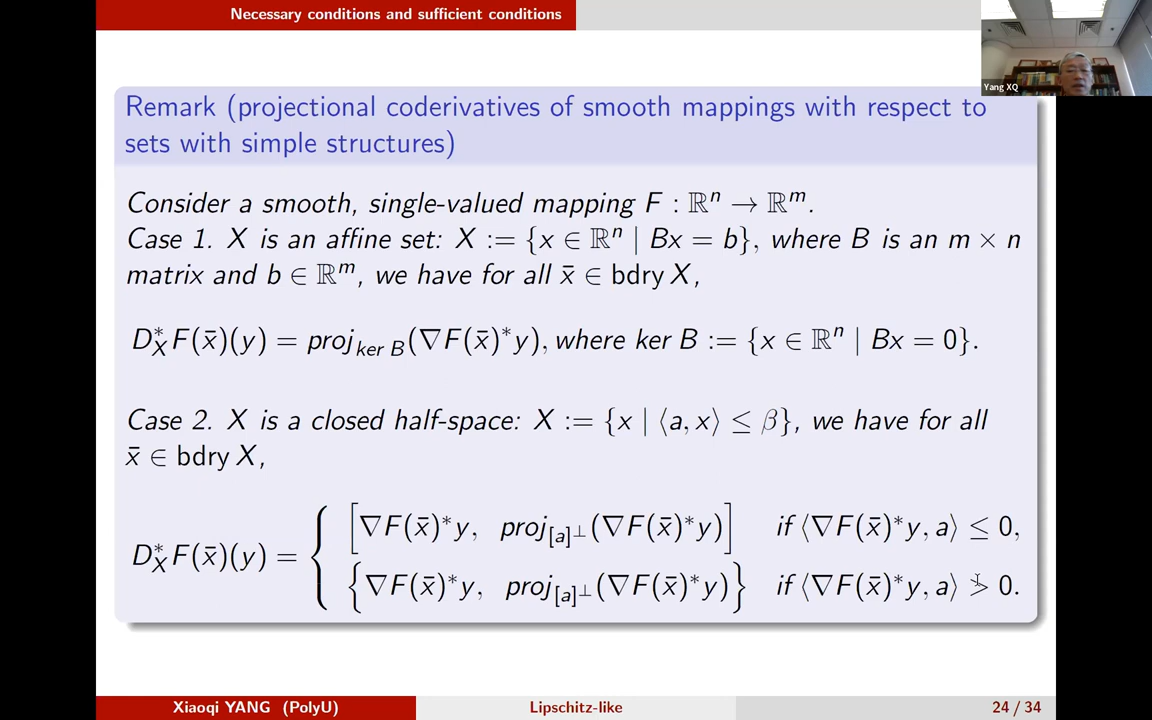 Necessary conditions and sufficient conditions
Yang XQ
Remark (projectional coderivatives of smooth mappings with respect to
sets with simple structures)
Consider a smooth, single-valued mapping F : ℝⁿ → ℝᵐ.
Case 1. X is an affine set: X := {x ∈ ℝⁿ | Bx = b}, where B is an m × n
matrix and b ∈ ℝᵐ, we have for all x̄ ∈ bdry X,
D*_X F(x̄)(y) = proj_{ker B}(∇F(x̄)*y), where ker B := {x ∈ ℝⁿ | Bx = 0}.
Case 2. X is a closed half-space: X := {x | ⟨a, x⟩ ≤ β}, we have for all
x̄ ∈ bdry X,
D*_X F(x̄)(y) = { [∇F(x̄)*y, proj_{[a]⊥}(∇F(x̄)*y)] if ⟨∇F(x̄)*y, a⟩ ≤ 0,
{∇F(x̄)*y, proj_{[a]⊥}(∇F(x̄)*y)} if ⟨∇F(x̄)*y, a⟩ > 0.
Xiaoqi YANG (PolyU)
Lipschitz-like
24 / 34